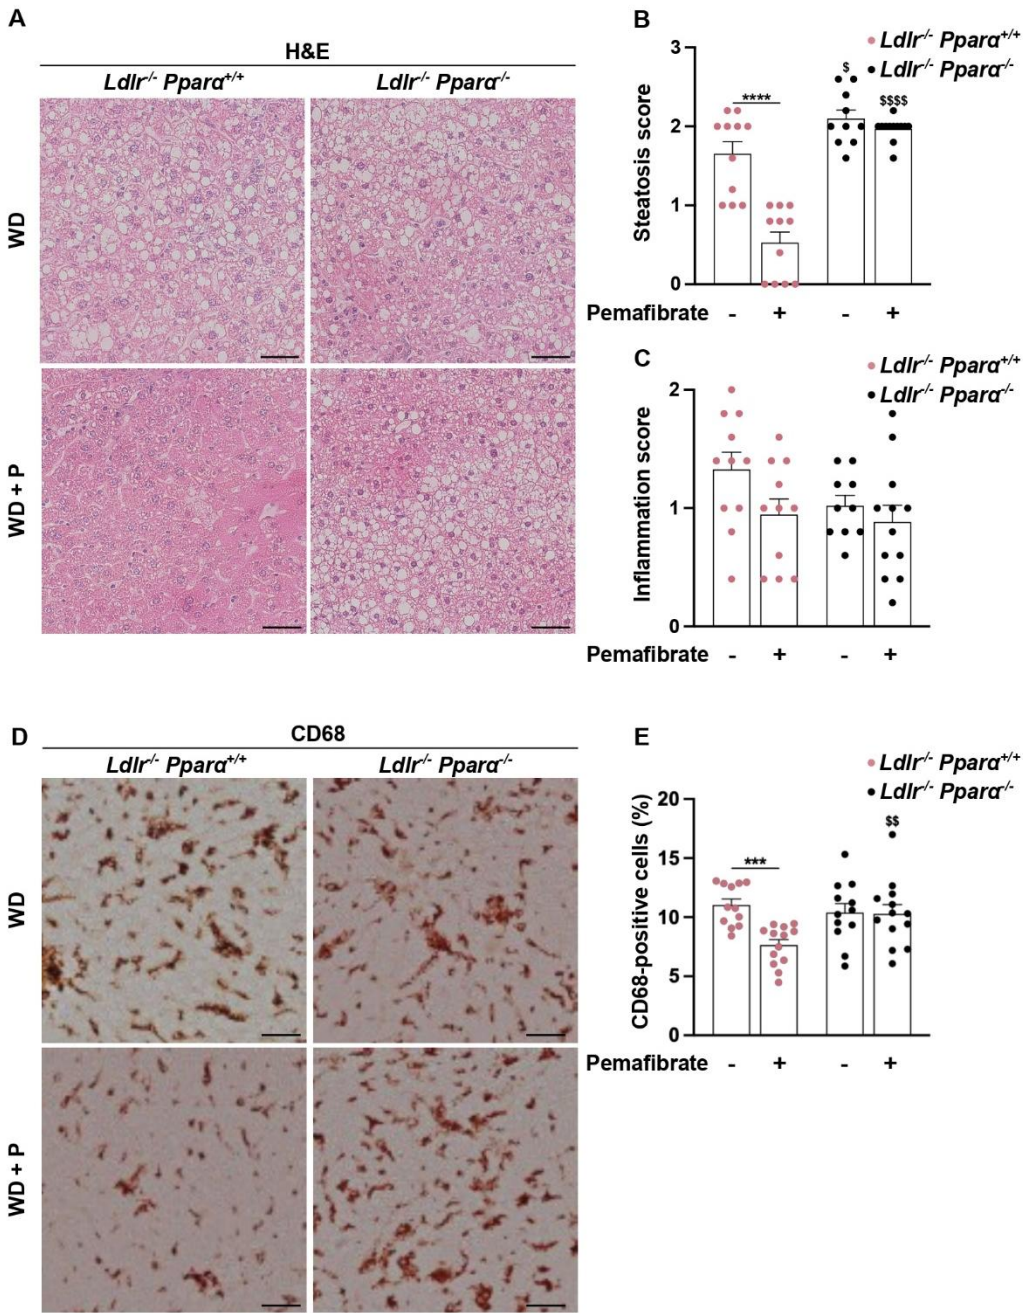 A
H&E
Ldlr-/- Pparα+/+
Ldlr-/- Pparα-/-
WD
WD + P
B
Ldlr-/- Pparα+/+
Ldlr-/- Pparα-/-
Steatosis score
3
2
1
0
****
$
$$$$
Pemafibrate - + - +
C
Ldlr-/- Pparα+/+
Ldlr-/- Pparα-/-
Inflammation score
2
1
0
Pemafibrate - + - +
D
CD68
Ldlr-/- Pparα+/+
Ldlr-/- Pparα-/-
WD
WD + P
E
Ldlr-/- Pparα+/+
Ldlr-/- Pparα-/-
CD68-positive cells (%)
20
15
10
5
0
***
$$
Pemafibrate - + - +